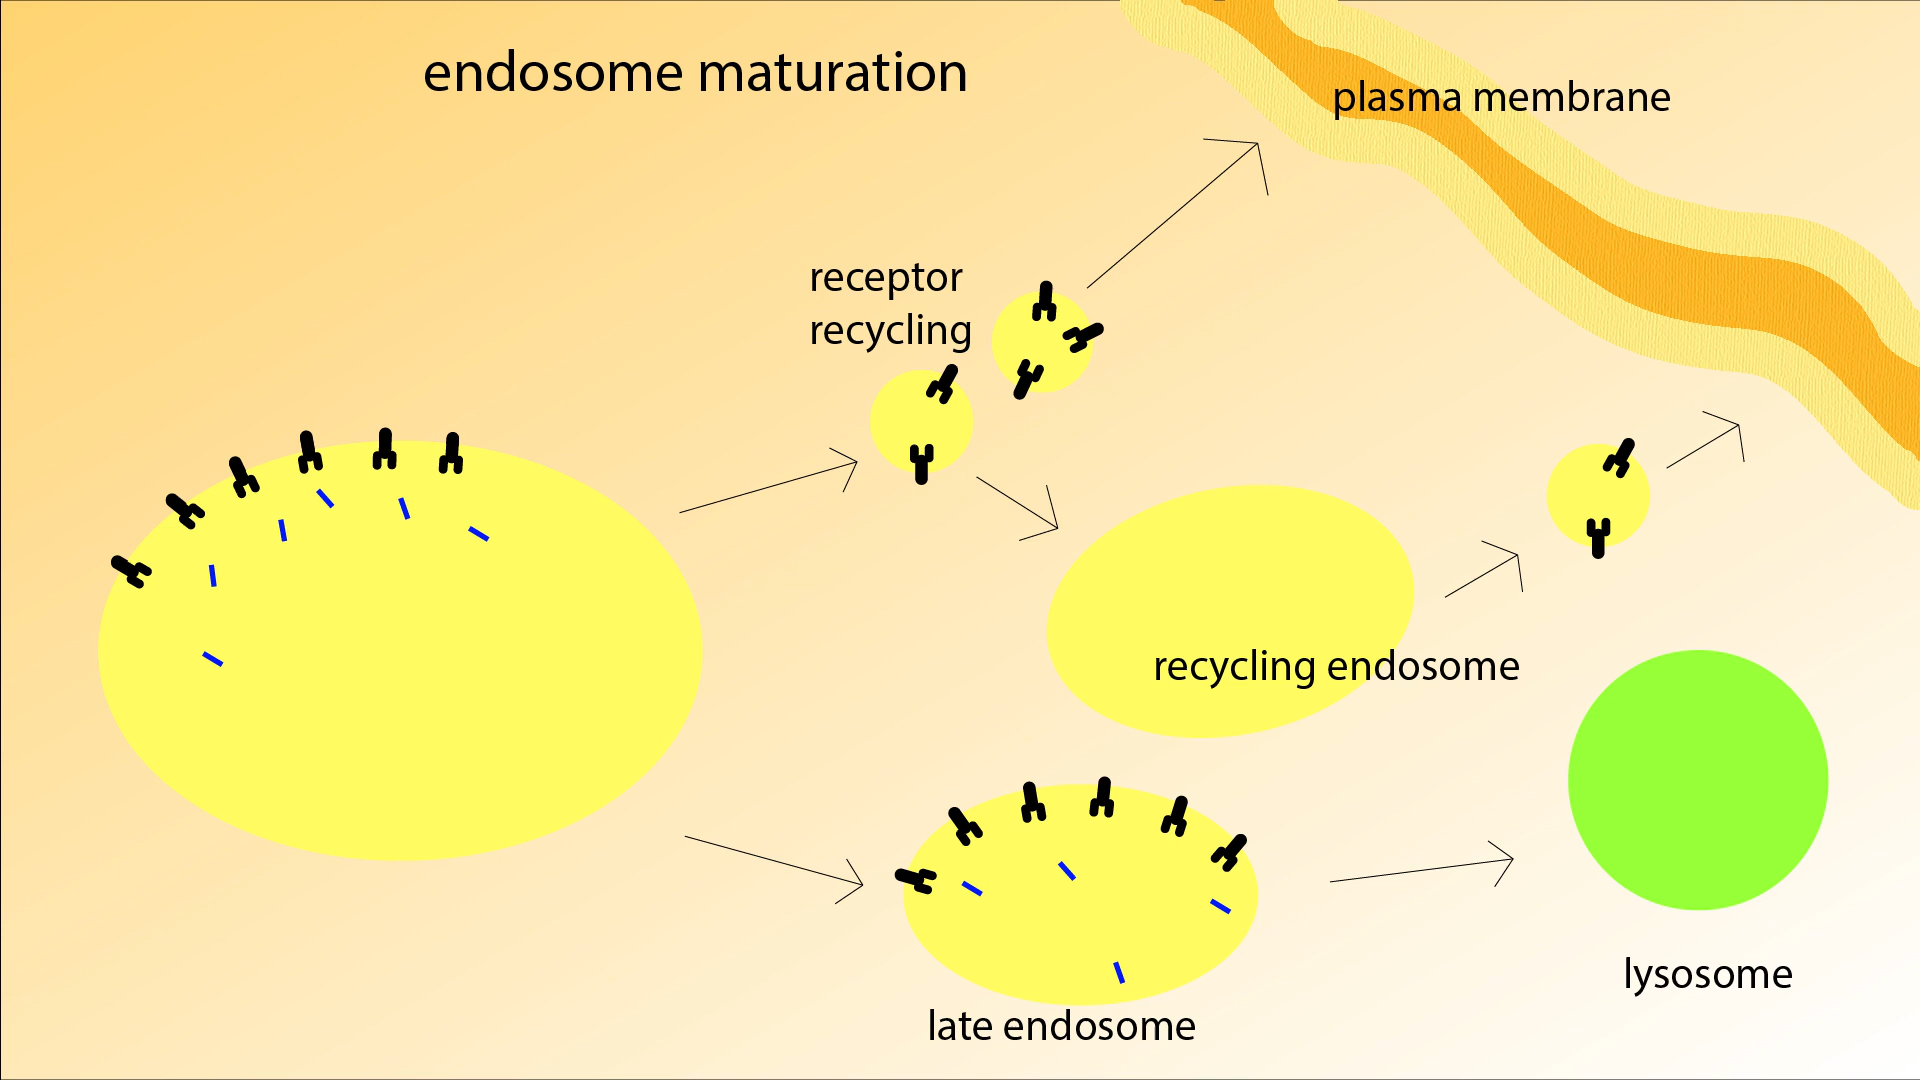 endosome maturation
plasma membrane
receptor
recycling
recycling endosome
lysosome
late endosome